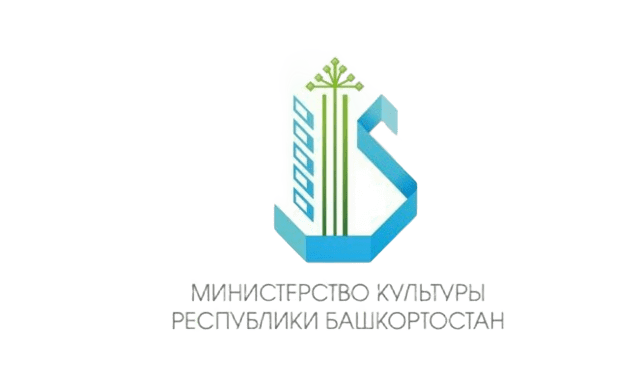 МИНИСТЕРСТВО КУЛЬТУРЫ
РЕСПУБЛИКИ БАШКОРТОСТАН